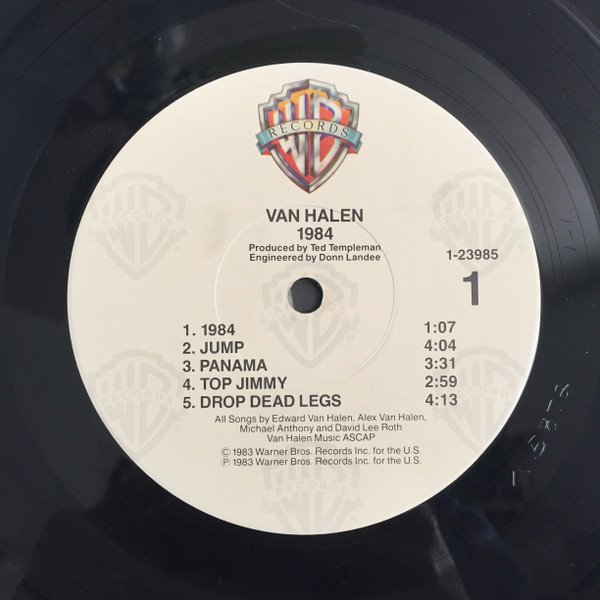 WB
RECORDS
VAN HALEN
1984
Produced by Ted Templeman
Engineered by Donn Landee
1-23985
1
1. 1984 1:07
2. JUMP 4:04
3. PANAMA 3:31
4. TOP JIMMY 2:59
5. DROP DEAD LEGS 4:13
All Songs by Edward Van Halen, Alex Van Halen,
Michael Anthony and David Lee Roth
Van Halen Music ASCAP
© 1983 Warner Bros. Records Inc. for the U.S.
℗ 1983 Warner Bros. Records Inc. for the U.S.